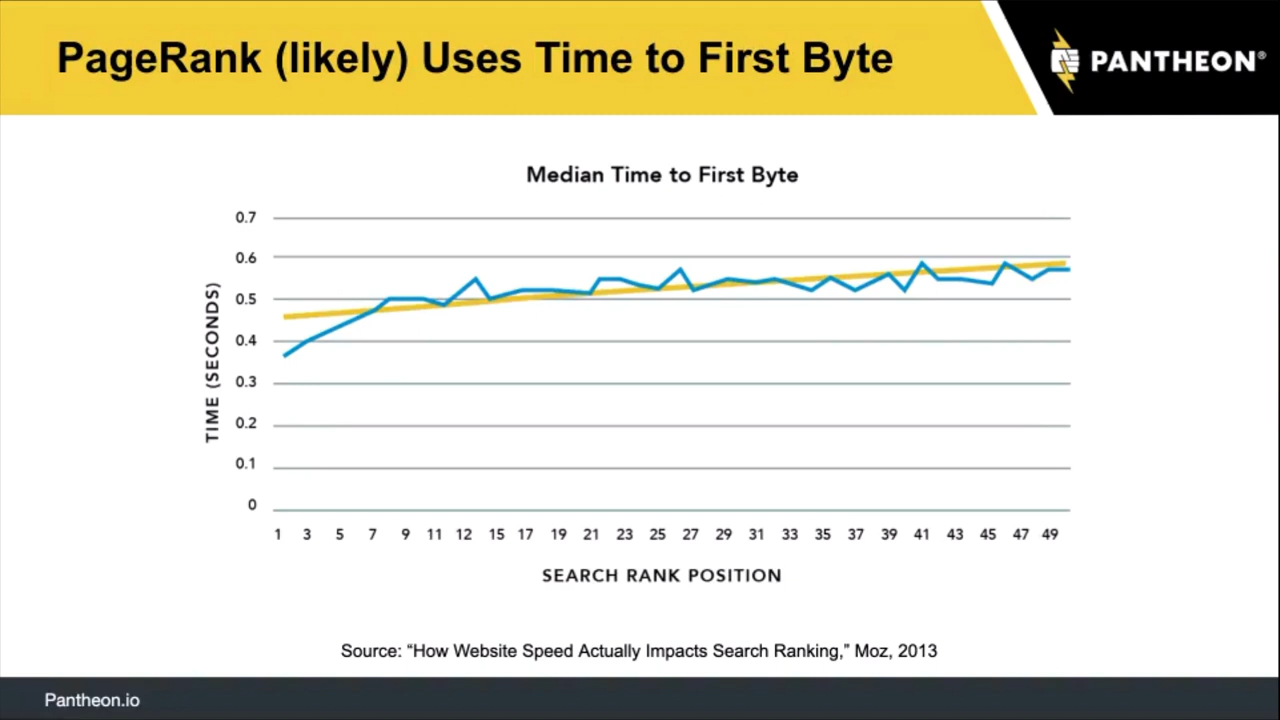 PageRank (likely) Uses Time to First Byte
PANTHEON®
Median Time to First Byte
TIME (SECONDS)
0.7
0.6
0.5
0.4
0.3
0.2
0.1
0
1 3 5 7 9 11 12 13 15 17 19 21 23 25 27 29 31 33 35 37 39 41 43 45 47 49
SEARCH RANK POSITION
Source: “How Website Speed Actually Impacts Search Ranking,” Moz, 2013
Pantheon.io